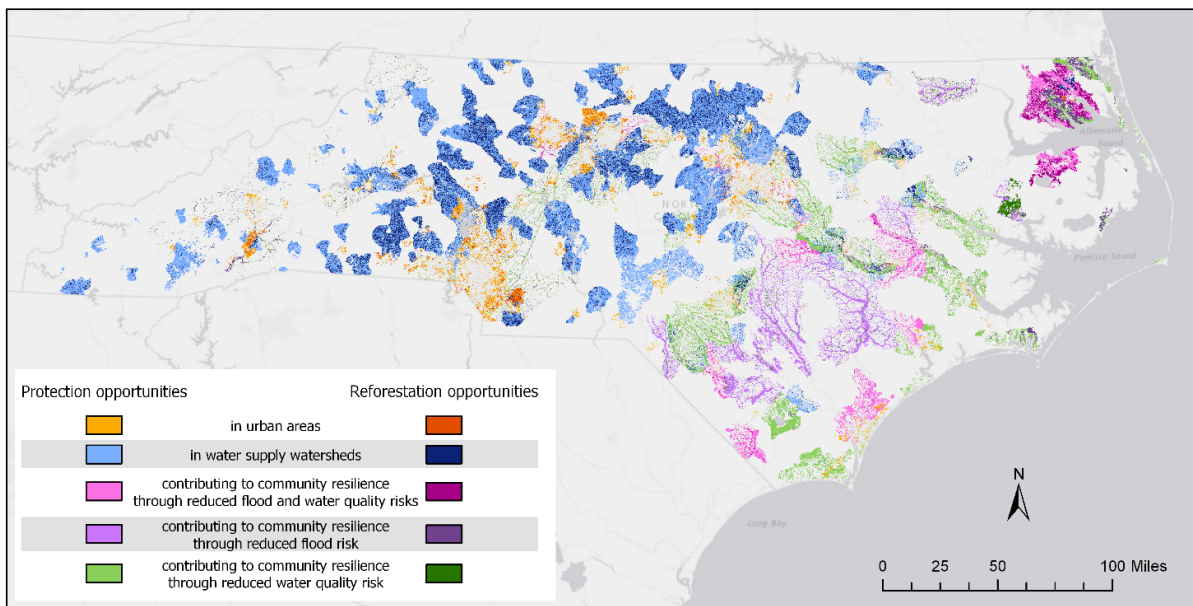 Albemarle
Sound
NORTH
Pamlico Sound
Protection opportunities
Reforestation opportunities
in urban areas
in water supply watersheds
contributing to community resilience
through reduced flood and water quality risks
contributing to community resilience
through reduced flood risk
contributing to community resilience
through reduced water quality risk
Long Bay
N
0 25 50 100 Miles